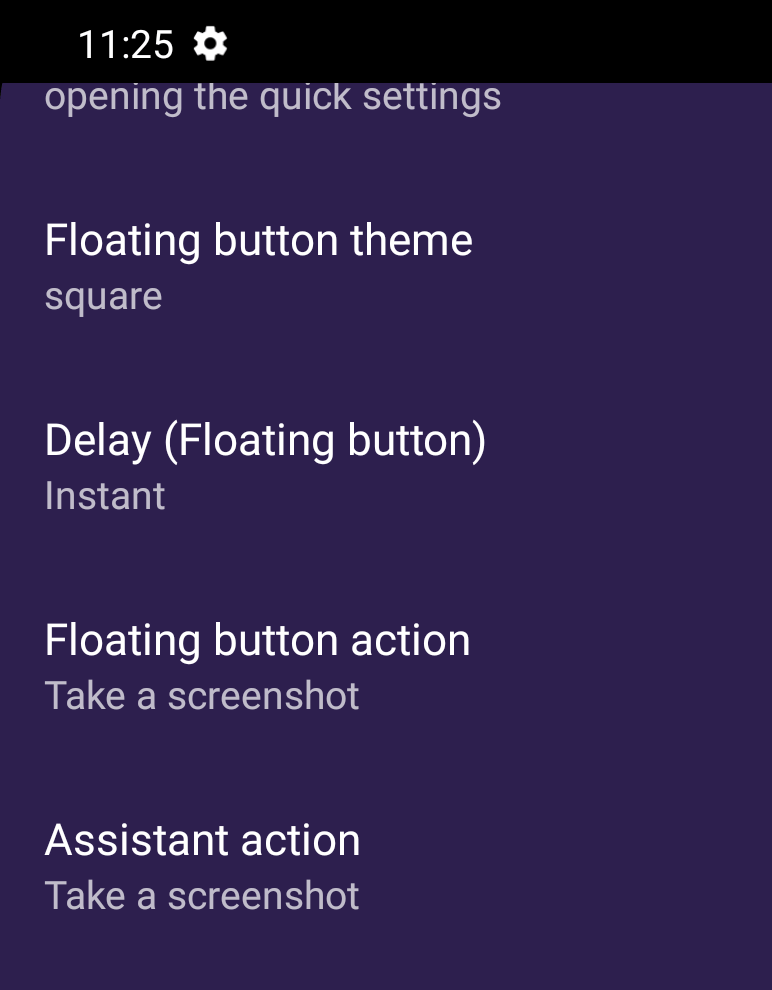 11:25
opening the quick settings
Floating button theme
square
Delay (Floating button)
Instant
Floating button action
Take a screenshot
Assistant action
Take a screenshot